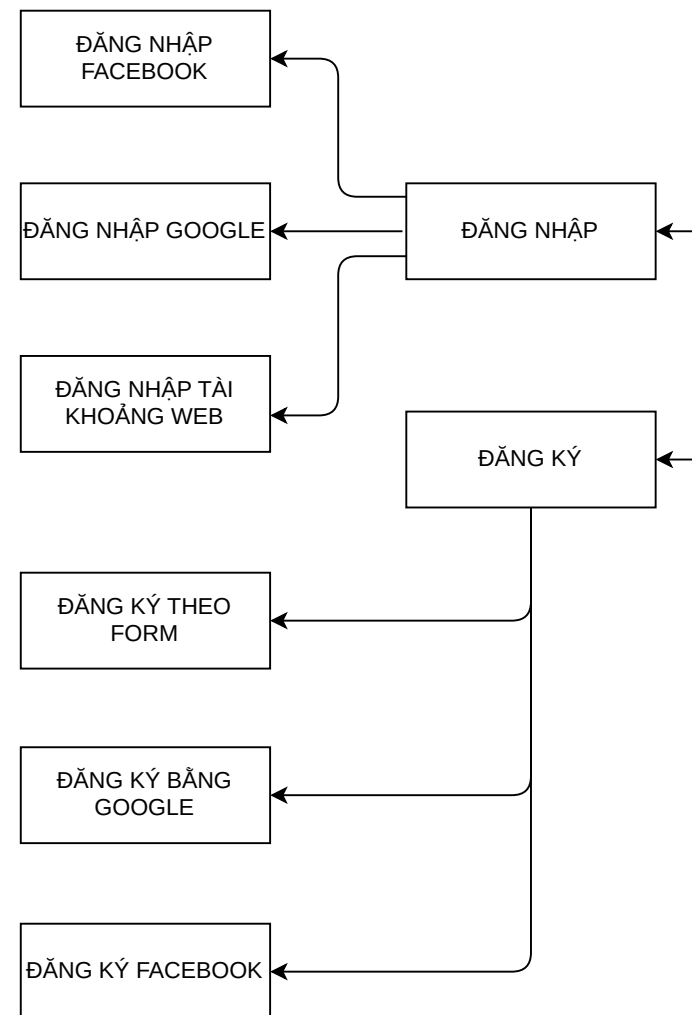 ĐĂNG NHẬP
FACEBOOK
ĐĂNG NHẬP GOOGLE
ĐĂNG NHẬP
ĐĂNG NHẬP TÀI
KHOẢNG WEB
ĐĂNG KÝ
ĐĂNG KÝ THEO
FORM
ĐĂNG KÝ BẰNG
GOOGLE
ĐĂNG KÝ FACEBOOK